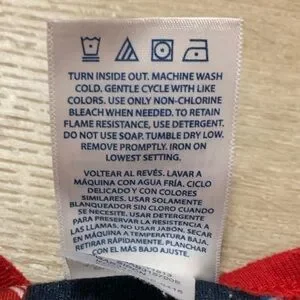 TURN INSIDE OUT. MACHINE WASH
COLD. GENTLE CYCLE WITH LIKE
COLORS. USE ONLY NON-CHLORINE
BLEACH WHEN NEEDED. TO RETAIN
FLAME RESISTANCE, USE DETERGENT.
DO NOT USE SOAP. TUMBLE DRY LOW.
REMOVE PROMPTLY. IRON ON
LOWEST SETTING.
VOLTEAR AL REVÉS. LAVAR A
MÁQUINA CON AGUA FRÍA. CICLO
DELICADO Y CON COLORES
SIMILARES. USAR SOLAMENTE
BLANQUEADOR SIN CLORO CUANDO
SE NECESITE. USAR DETERGENTE
PARA PRESERVAR LA RESISTENCIA A
LAS LLAMAS. NO USAR JABÓN. SECAR
EN MÁQUINA A TEMPERATURA BAJA.
RETIRAR RÁPIDAMENTE. PLANCHAR
CON EL AJUSTE MÁS BAJO.